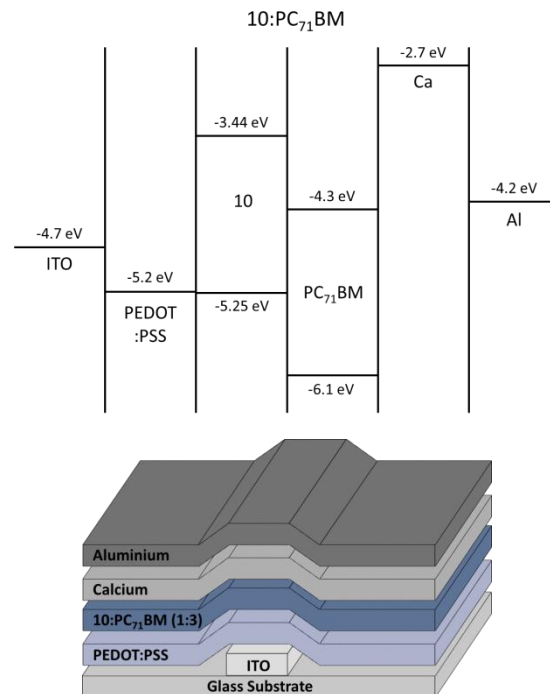 10:PC₇₁BM
-2.7 eV
Ca
-3.44 eV
10
-4.3 eV
-4.2 eV
Al
-4.7 eV
ITO
-5.2 eV
PEDOT
:PSS
-5.25 eV
PC₇₁BM
-6.1 eV
Aluminium
Calcium
10:PC₇₁BM (1:3)
PEDOT:PSS
ITO
Glass Substrate